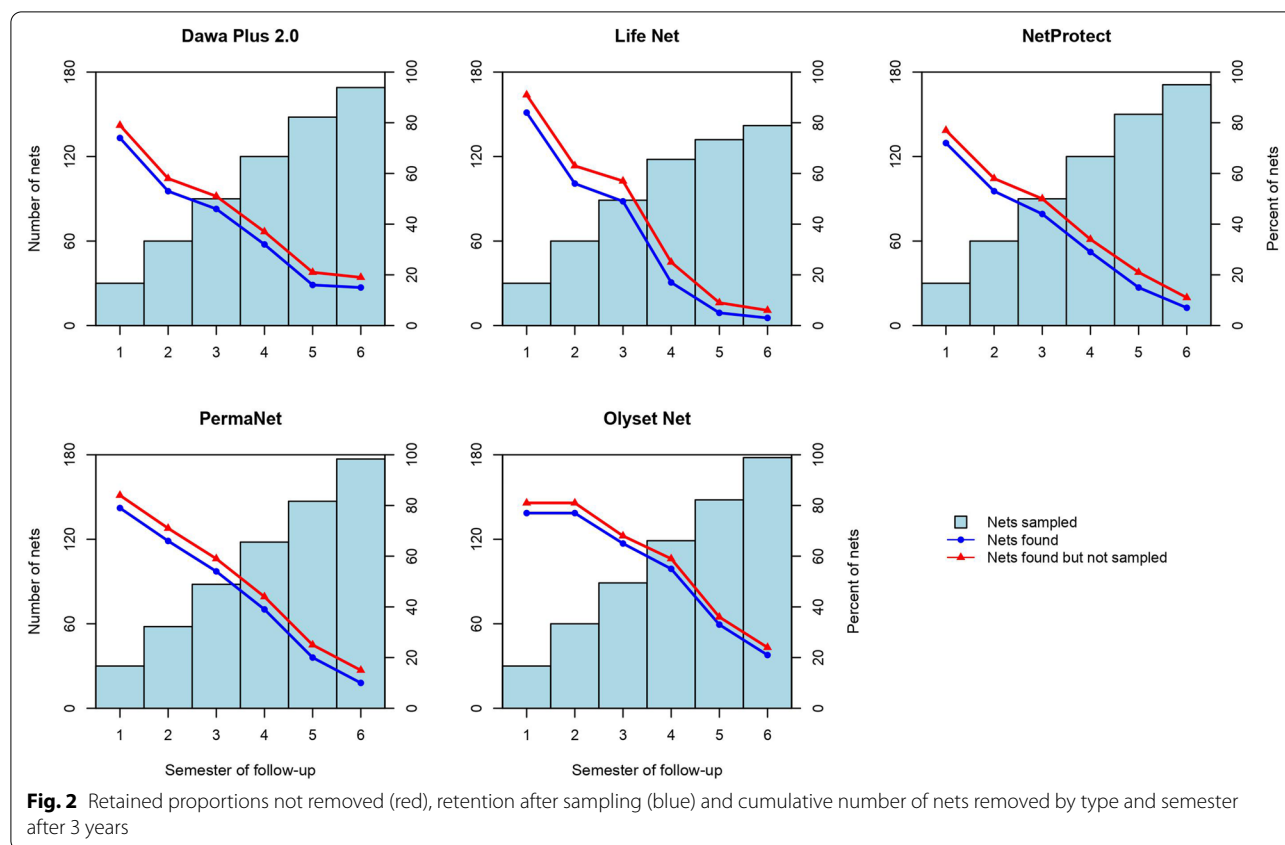 Dawa Plus 2.0
Number of nets
0 60 120 180
0 20 40 60 80 100
1 2 3 4 5 6
Life Net
0 60 120 180
0 20 40 60 80 100
1 2 3 4 5 6
NetProtect
0 60 120 180
0 20 40 60 80 100
Percent of nets
1 2 3 4 5 6
PermaNet
Number of nets
0 60 120 180
0 20 40 60 80 100
1 2 3 4 5 6
Semester of follow-up
Olyset Net
0 60 120 180
0 20 40 60 80 100
Percent of nets
1 2 3 4 5 6
Semester of follow-up
Nets sampled
Nets found
Nets found but not sampled
Fig. 2 Retained proportions not removed (red), retention after sampling (blue) and cumulative number of nets removed by type and semester
after 3 years